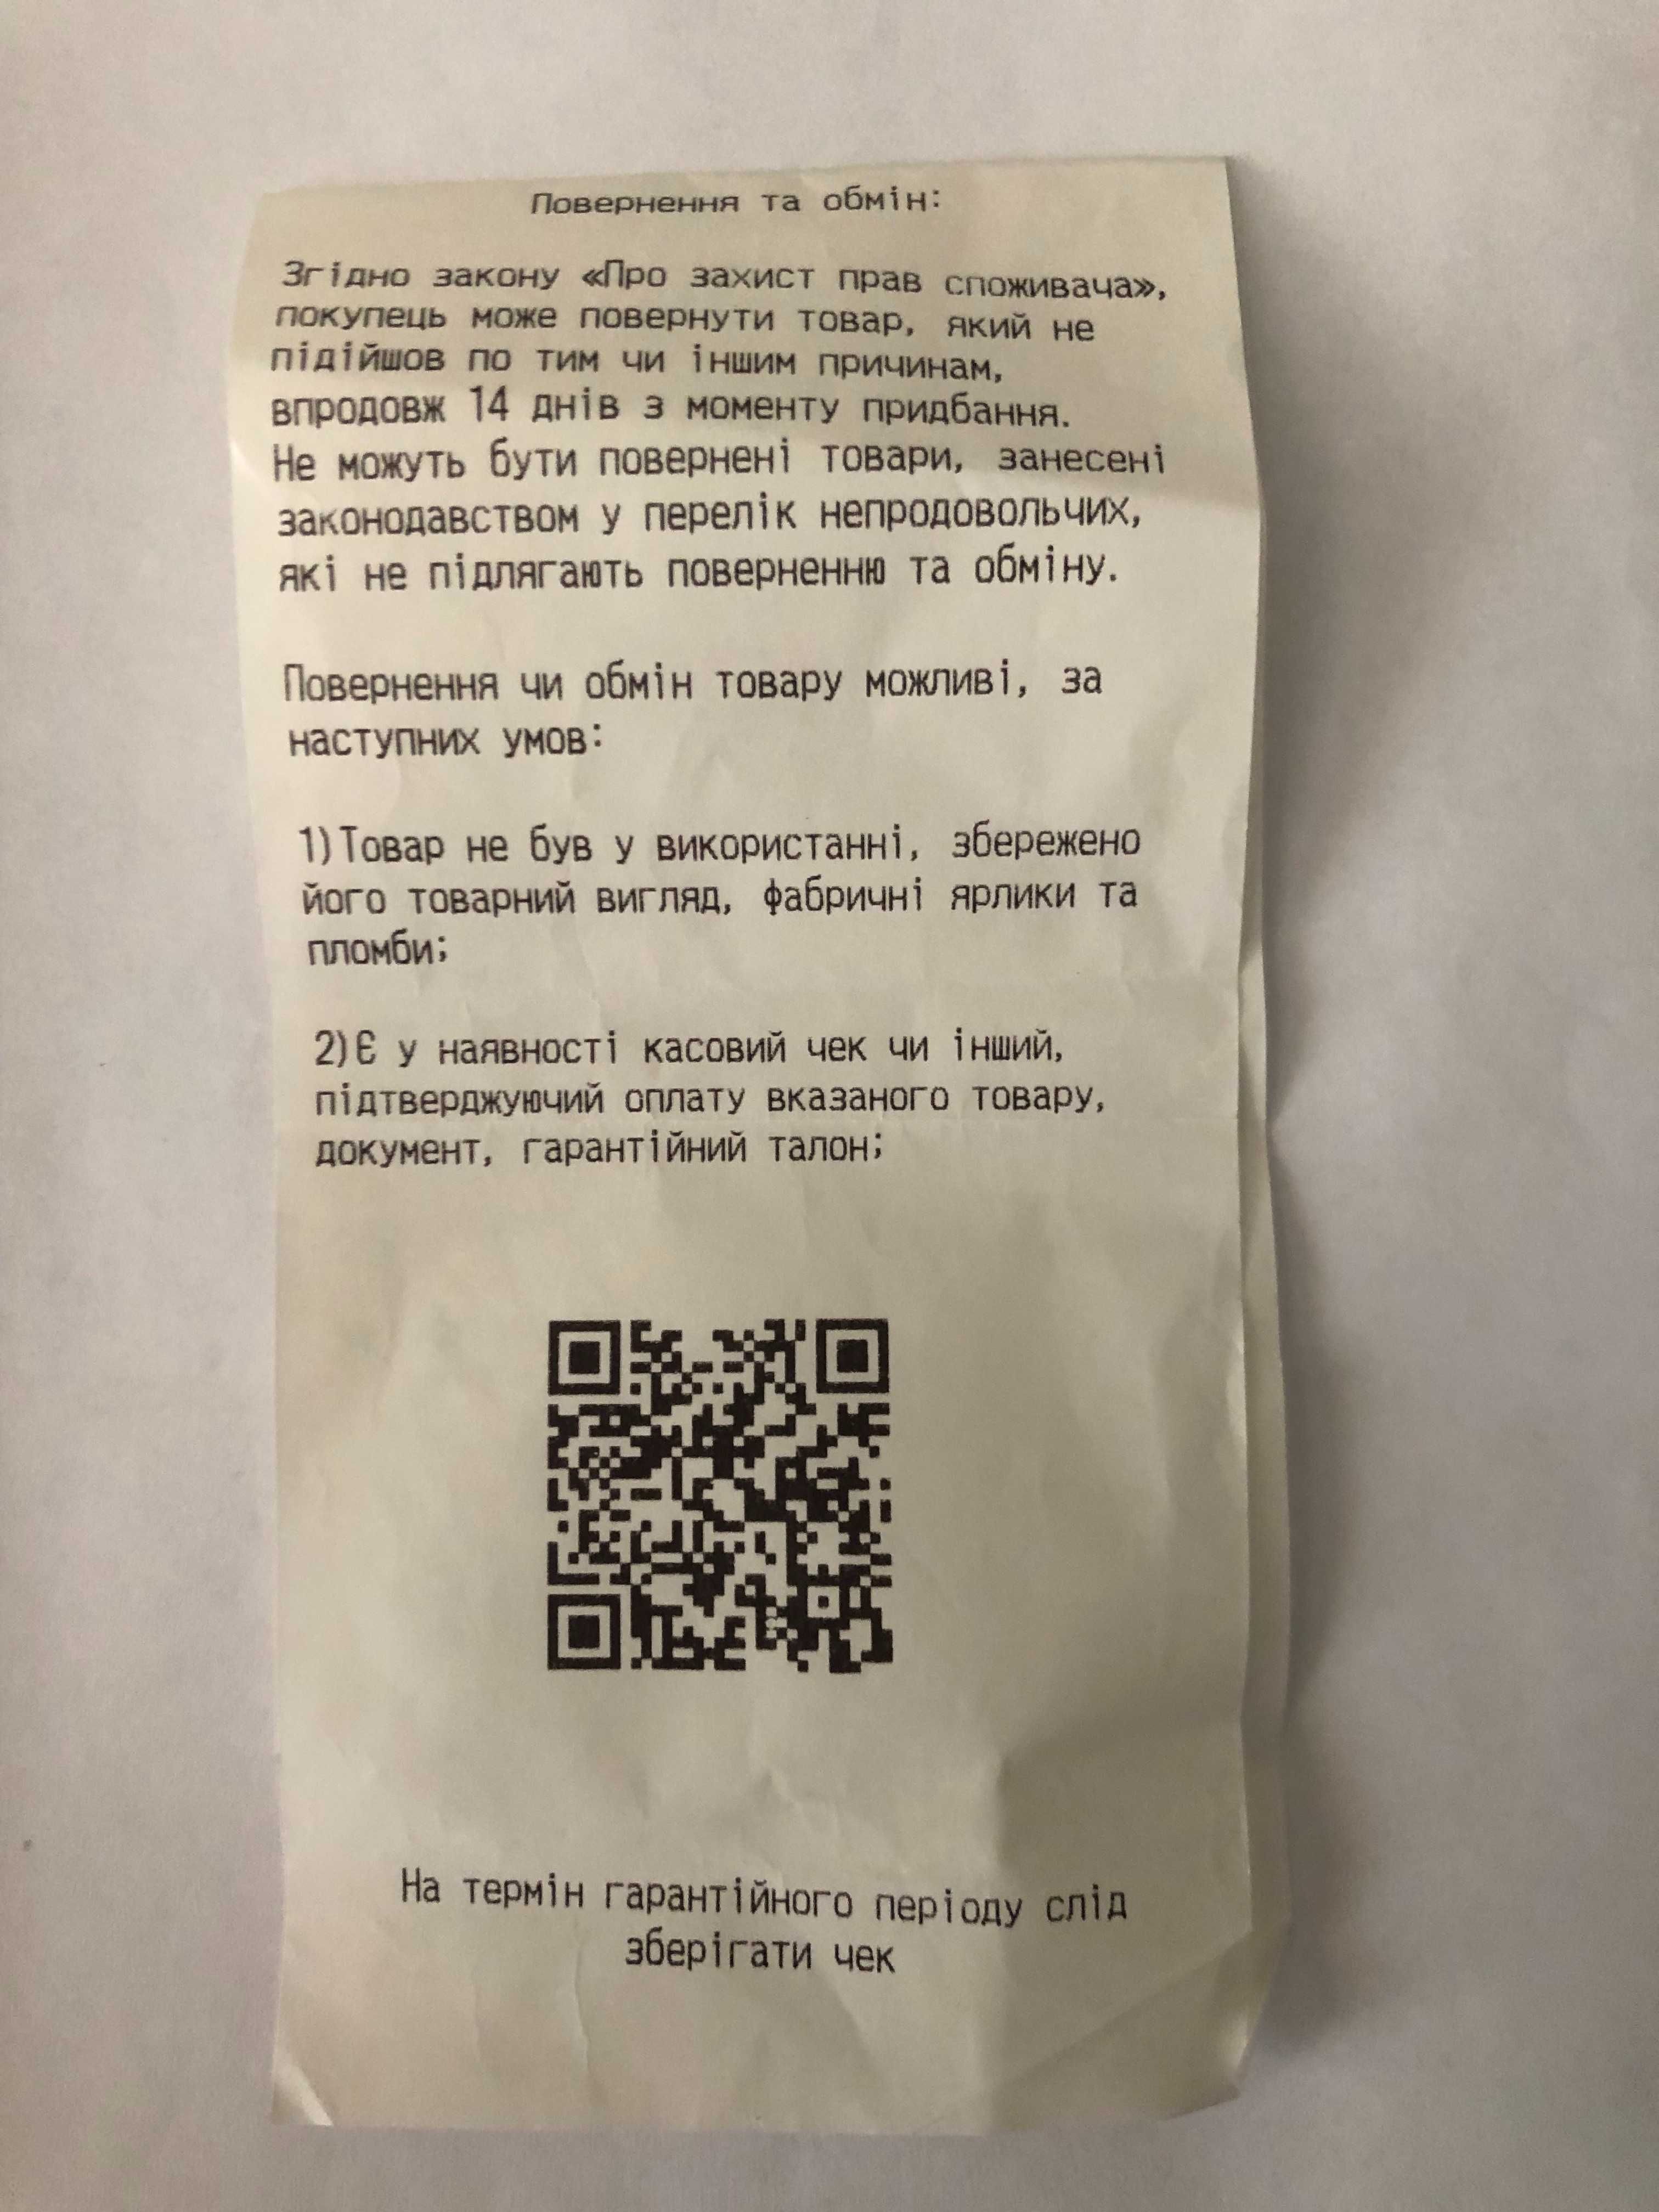 Повернення та обмін:
Згідно закону «Про захист прав споживача»,
покупець може повернути товар, який не
підійшов по тим чи іншим причинам,
впродовж 14 днів з моменту придбання.
Не можуть бути повернені товари, занесені
законодавством у перелік непродовольчих,
які не підлягають поверненню та обміну.
Повернення чи обмін товару можливі, за
наступних умов:
1)Товар не був у використанні, збережено
його товарний вигляд, фабричні ярлики та
пломби;
2)Є у наявності касовий чек чи інший,
підтверджуючий оплату вказаного товару,
документ, гарантійний талон;
На термін гарантійного періоду слід
зберігати чек